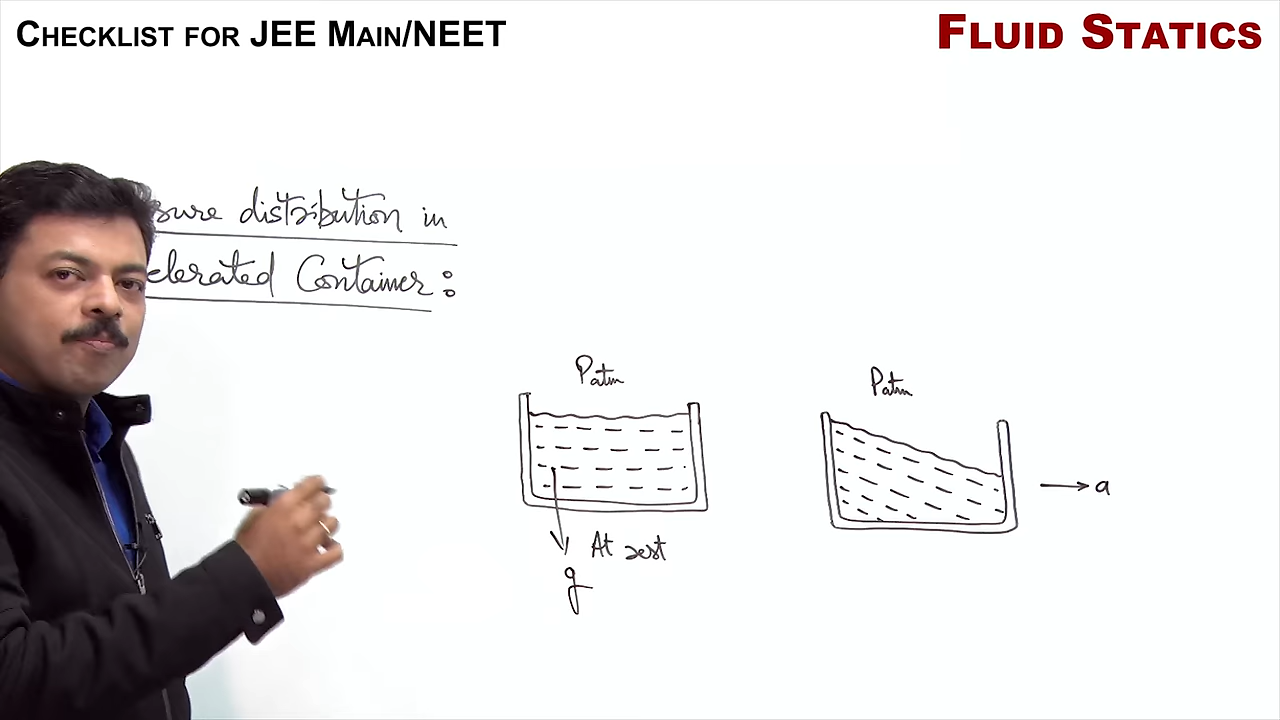 CHECKLIST FOR JEE MAIN/NEET
FLUID STATICS
sure distribution in
elerated Container:
Patm
Patm
a
At rest
g